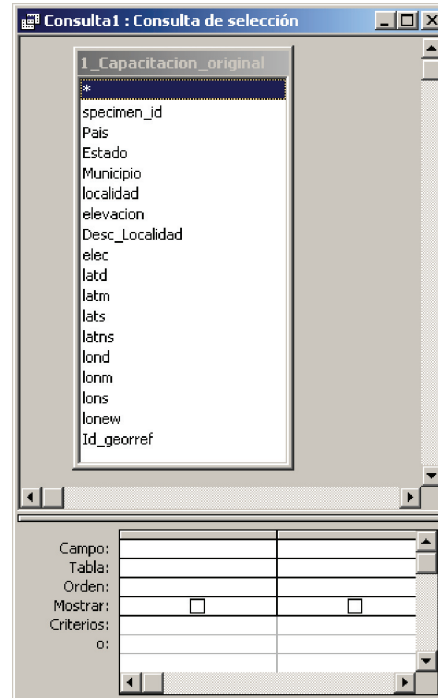 Consulta1 : Consulta de selección
1_Capacitacion_original
*
specimen_id
Pais
Estado
Municipio
localidad
elevacion
Desc_Localidad
elec
latd
latm
lats
latns
lond
lonm
lons
lonew
Id_georref
Campo:
Tabla:
Orden:
Mostrar:
Criterios:
o: